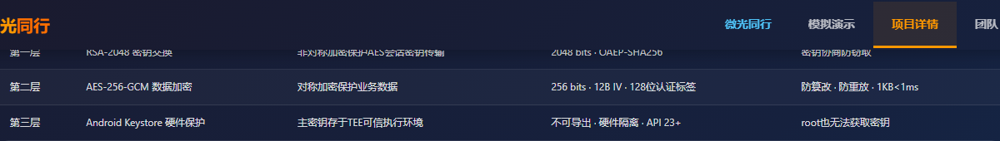 光同行
微光同行 模拟演示 项目详情 团队
第一层 RSA-2048 密钥交换 非对称加密保护AES会话密钥传输 2048 bits · OAEP-SHA256 密钥协商防窃取
第二层 AES-256-GCM 数据加密 对称加密保护业务数据 256 bits · 12B IV · 128位认证标签 防篡改 · 防重放 · 1KB<1ms
第三层 Android Keystore 硬件保护 主密钥存于TEE可信执行环境 不可导出 · 硬件隔离 · API 23+ root也无法获取密钥